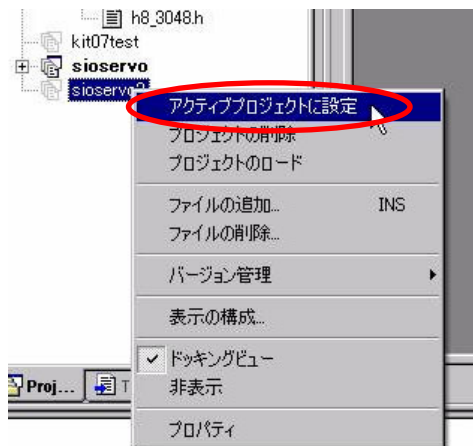 h8_3048.h
kit07test
sioservo
sioservo2
アクティブプロジェクトに設定
プロジェクトの削除
プロジェクトのロード
ファイルの追加... INS
ファイルの削除...
バージョン管理
表示の構成...
ドッキングビュー
非表示
Proj... T
プロパティ